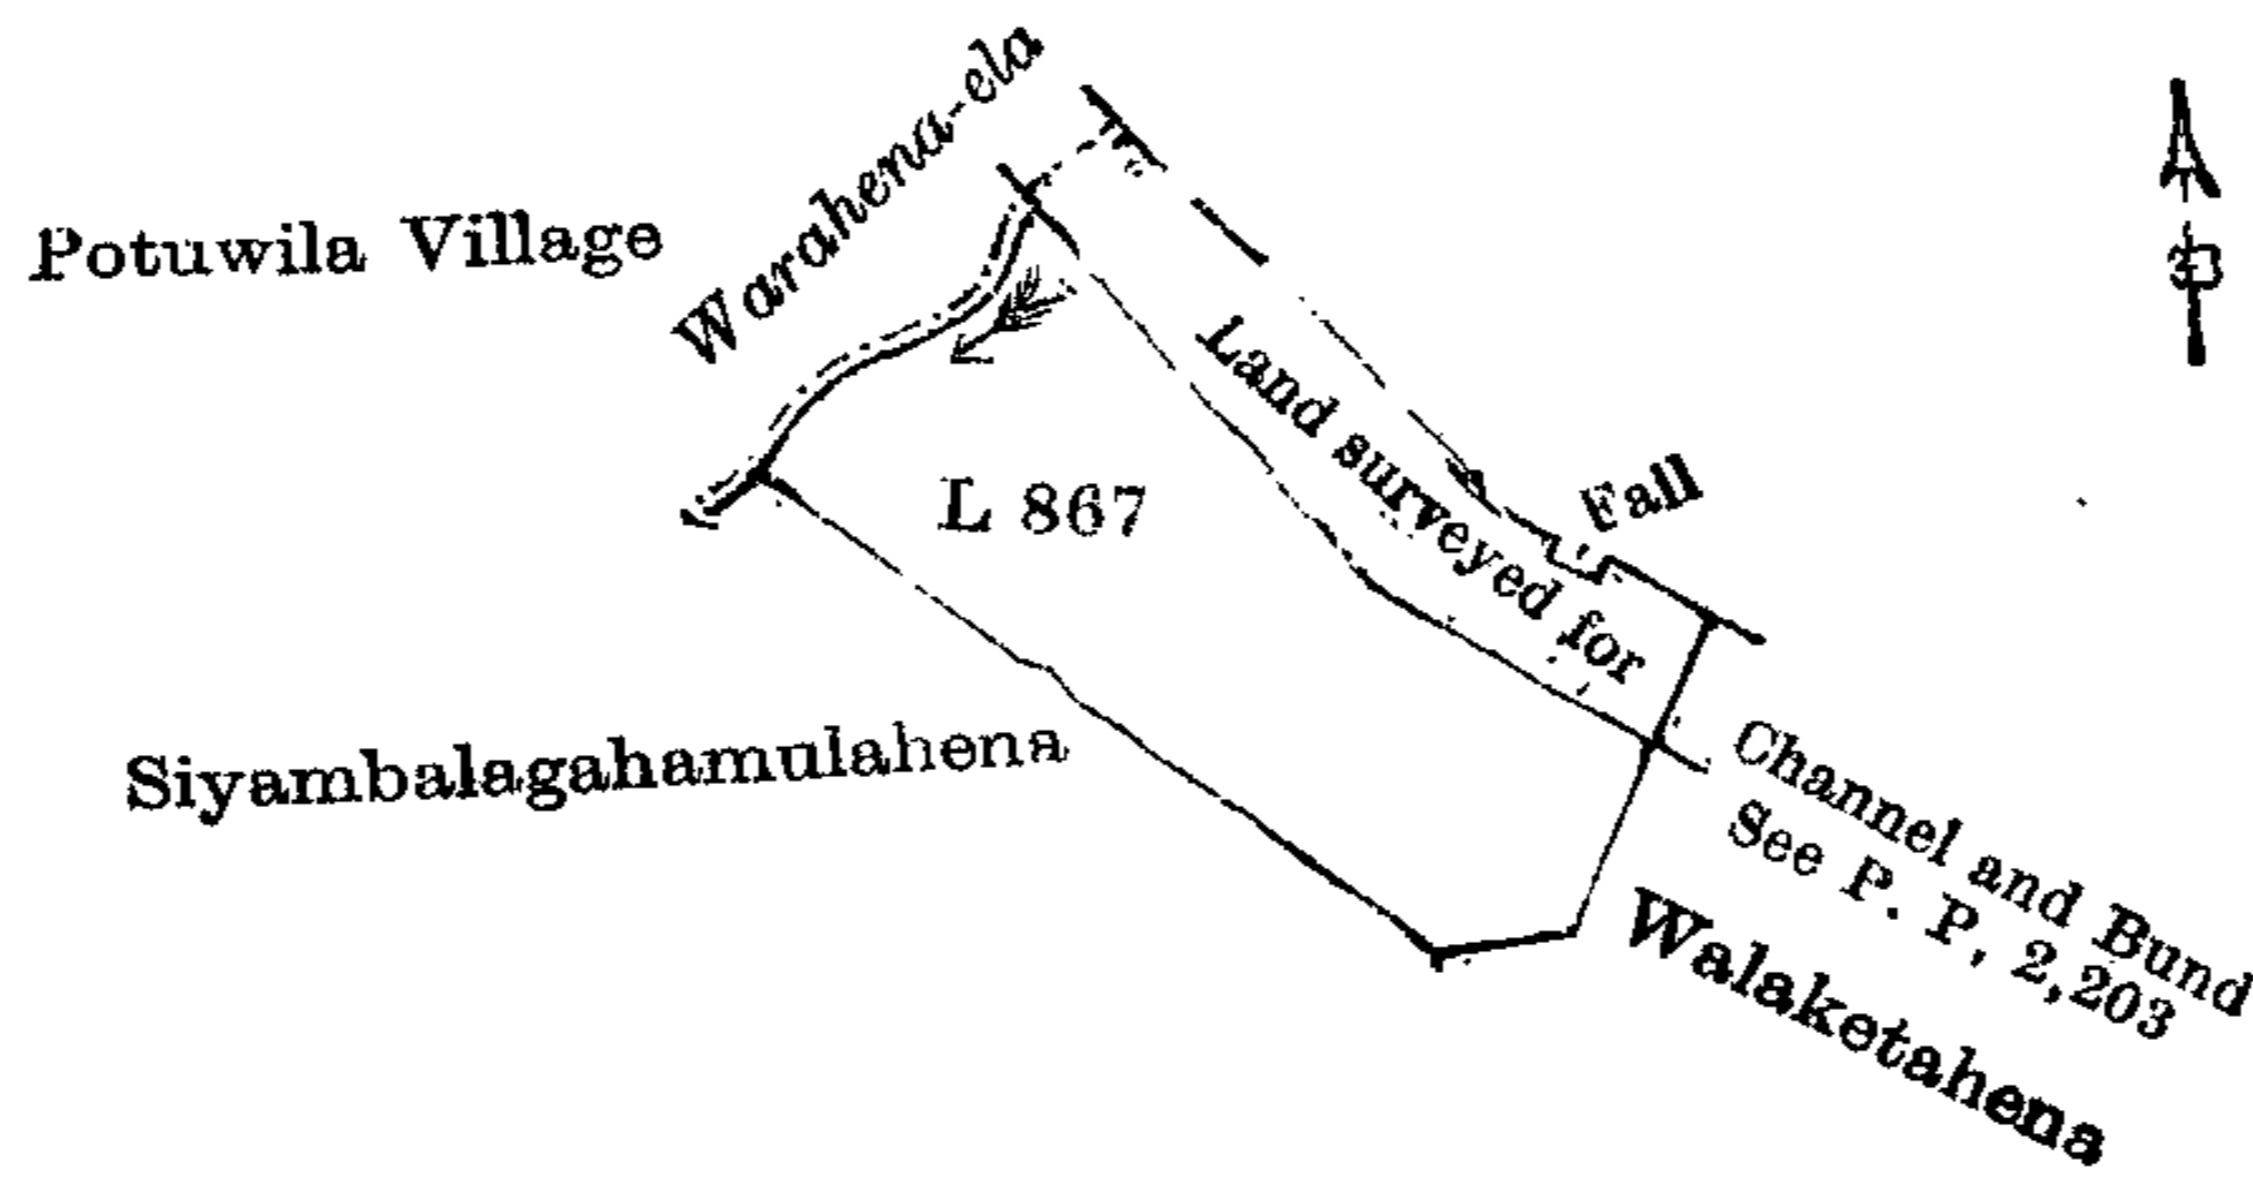 Warahena-ela
Potuwila Village
Land surveyed for
Fall
L 867
Siyambalagahamulahena
Channel and Bund
See P. P. 2,203
Walaketahena